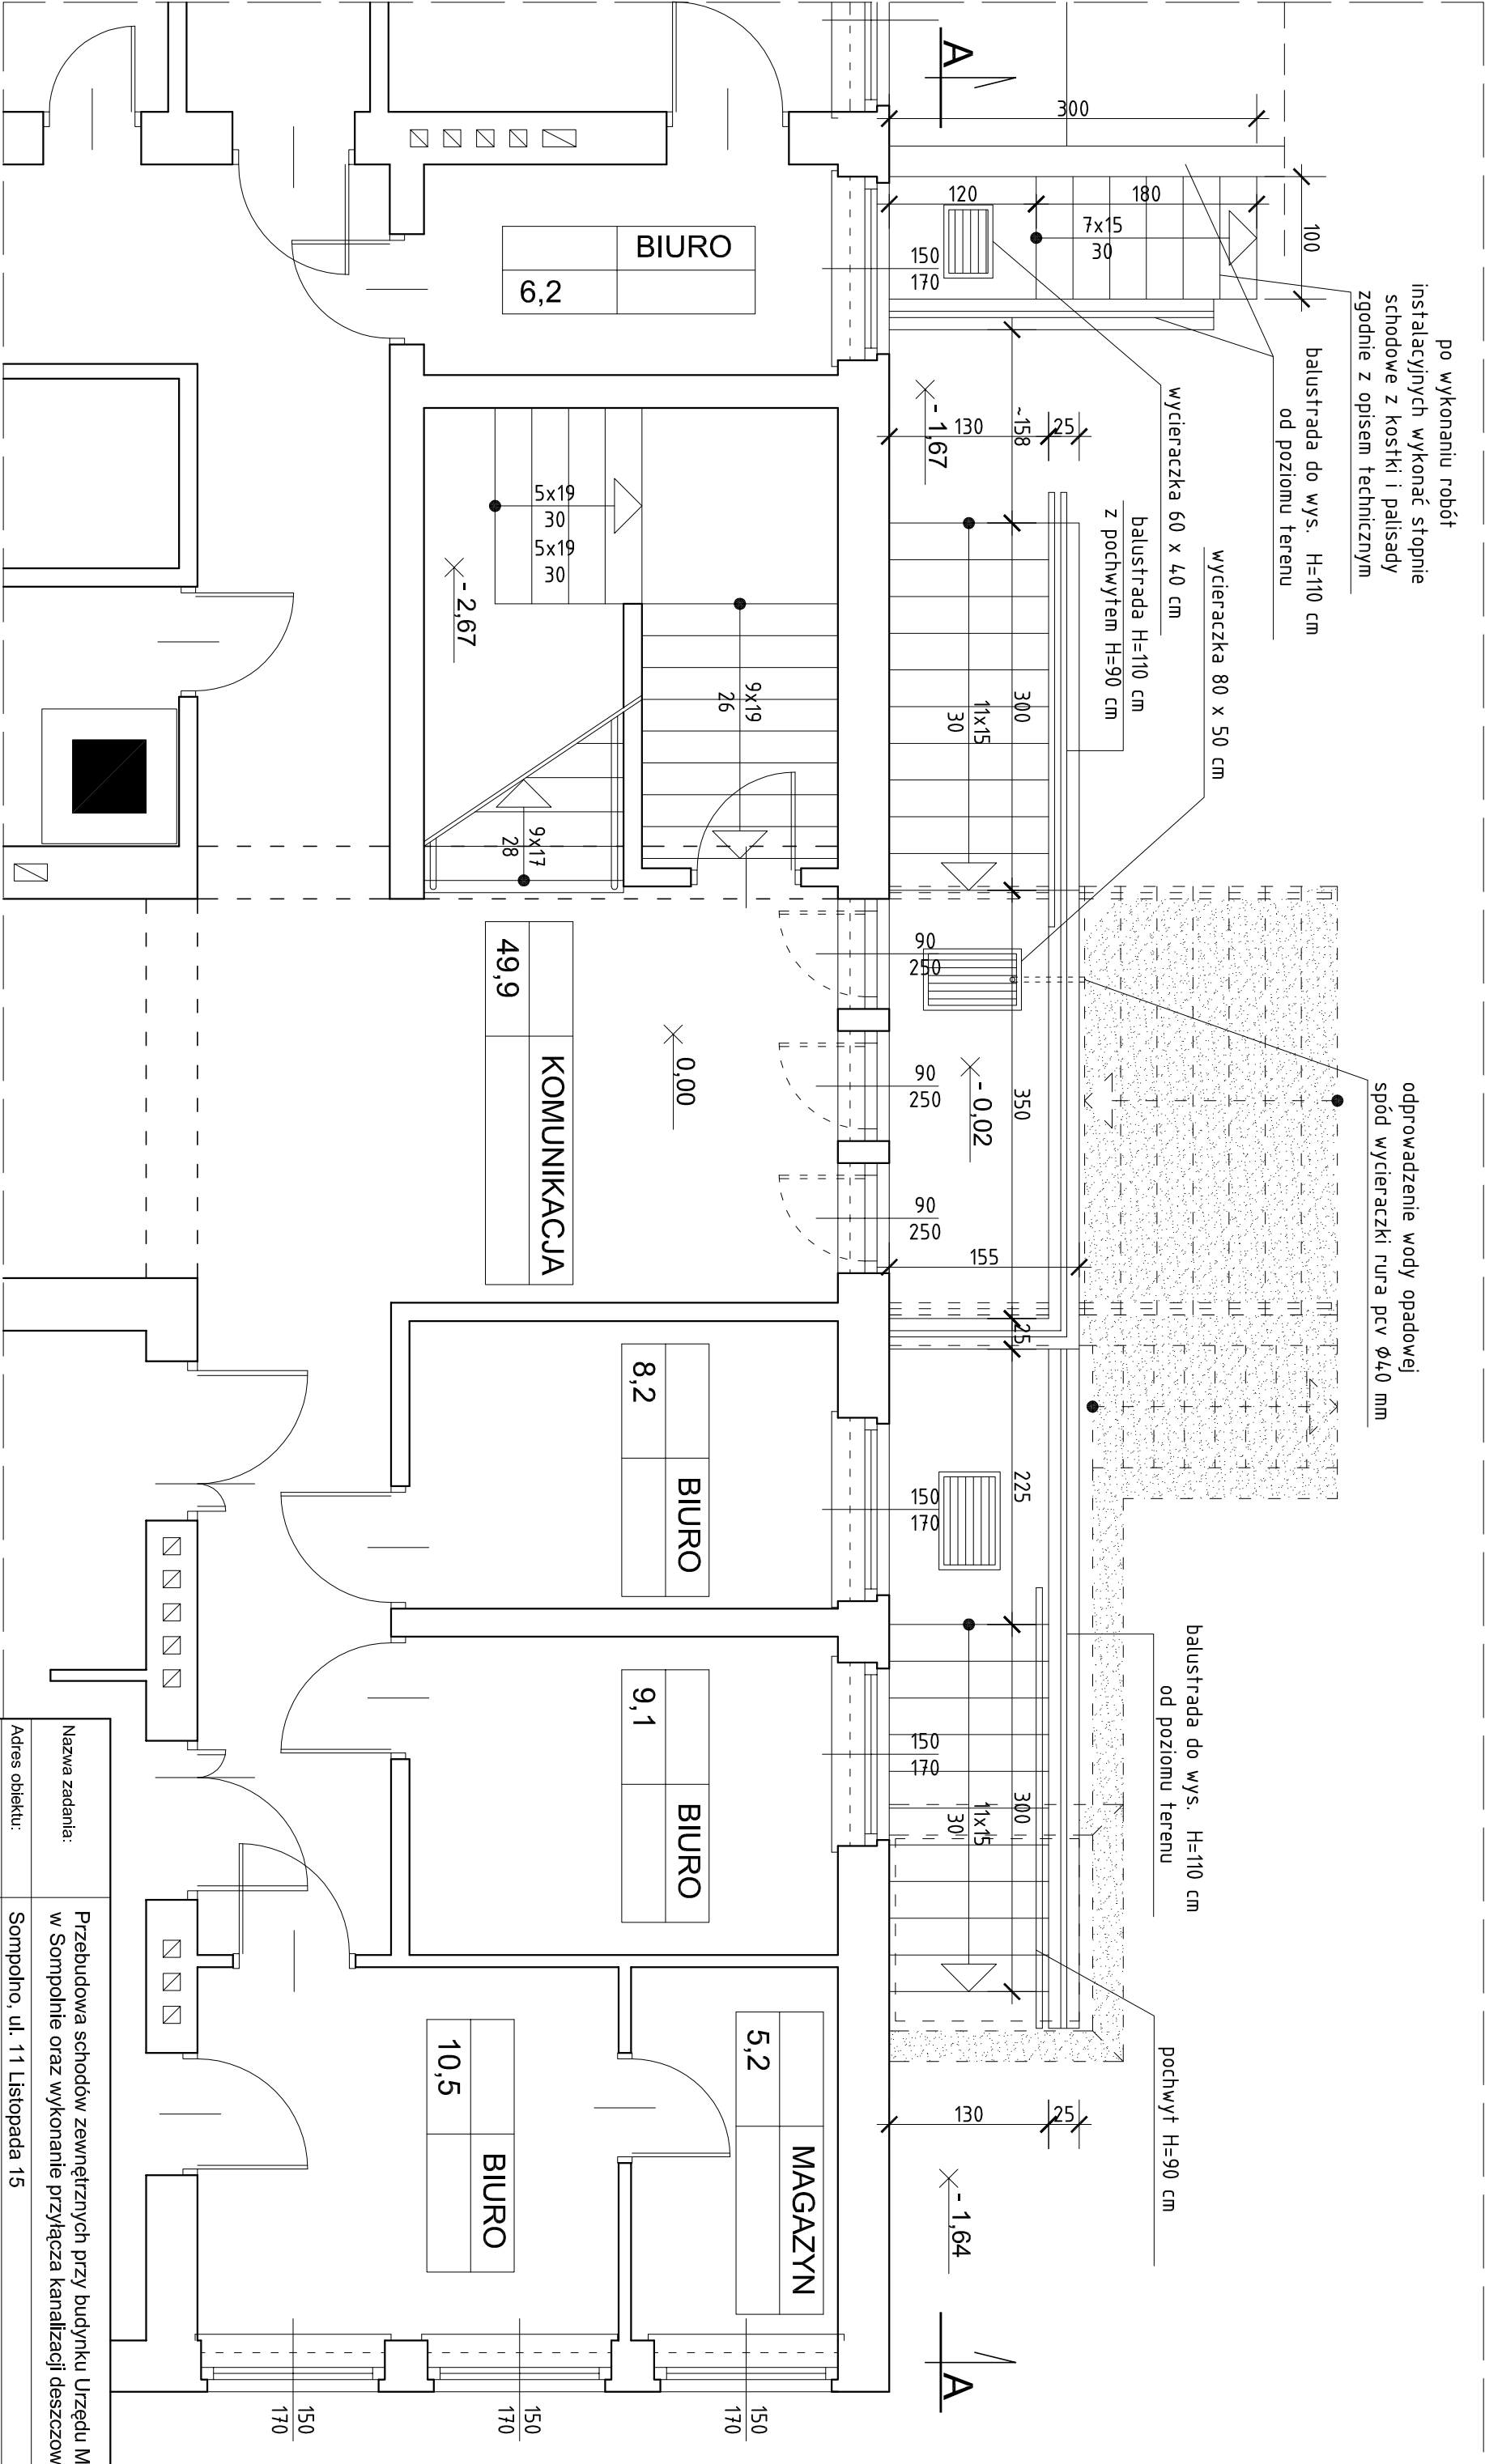 po wykonaniu robót
instalacyjnych wykonać stopnie
schodowe z kostki i palisady
zgodnie z opisem technicznym
balustrada do wys. H=110 cm
od poziomu terenu
wycieraczka 60 x 40 cm
wycieraczka 80 x 50 cm
balustrada H=110 cm
z pochwytem H=90 cm
odprowadzenie wody opadowej
spód wycieraczki rura pcv ø40 mm
balustrada do wys. H=110 cm
od poziomu terenu
pochwyt H=90 cm
A
300
100
120
180
7x15
30
150
170
~158
130
25
- 1,67
300
11x15
30
90
250
90
250
90
250
350
- 0,02
155
25
225
150
170
150
170
300
11x15
30
130
25
- 1,64
A
BIURO
6,2
5x19
30
5x19
30
- 2,67
9x19
26
9x17
28
KOMUNIKACJA
49,9
0,00
BIURO
8,2
BIURO
9,1
MAGAZYN
5,2
BIURO
10,5
150
170
150
170
150
170
Nazwa zadania:
Przebudowa schodów zewnętrznych przy budynku Urzędu M
w Sompolnie oraz wykonanie przyłącza kanalizacji deszczow
Adres obiektu:
Sompolno, ul. 11 Listopada 15